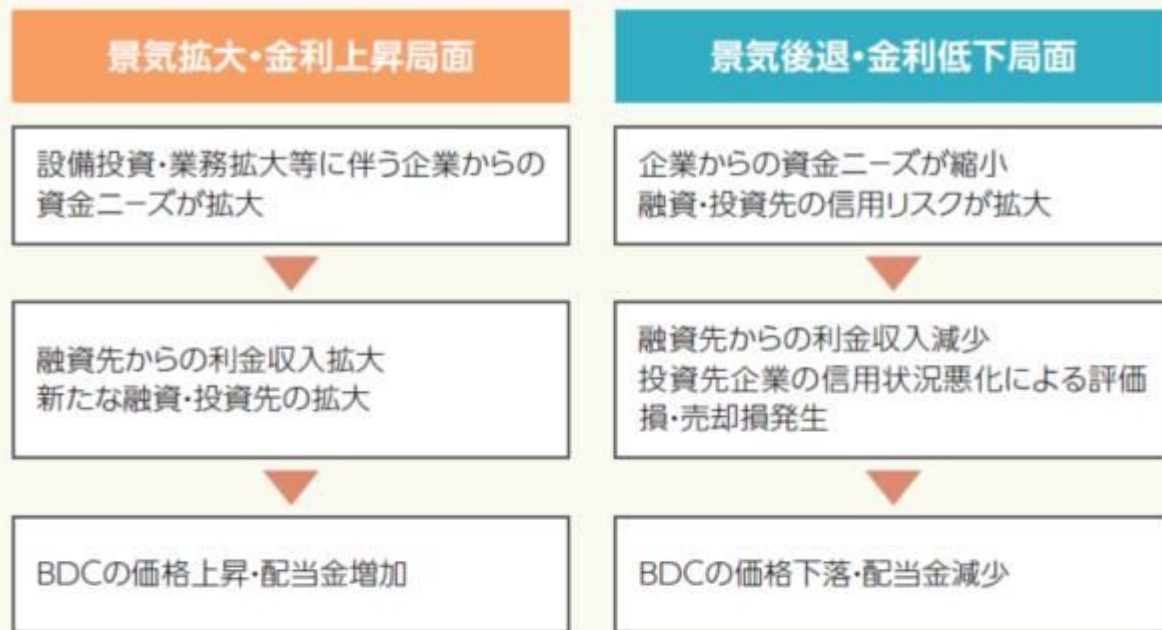 景気拡大・金利上昇局面
設備投資・業務拡大等に伴う企業からの
資金ニーズが拡大
融資先からの利金収入拡大
新たな融資・投資先の拡大
BDCの価格上昇・配当金増加
景気後退・金利低下局面
企業からの資金ニーズが縮小
融資・投資先の信用リスクが拡大
融資先からの利金収入減少
投資先企業の信用状況悪化による評価
損・売却損発生
BDCの価格下落・配当金減少